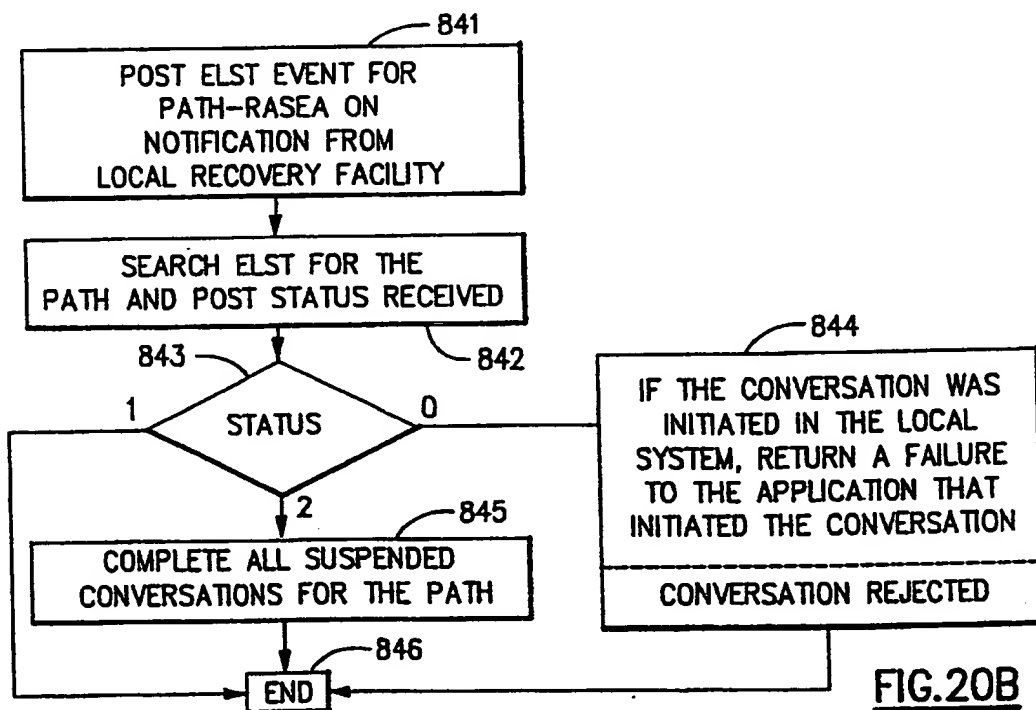 841
POST ELST EVENT FOR
PATH-RASEA ON
NOTIFICATION FROM
LOCAL RECOVERY FACILITY
SEARCH ELST FOR THE
PATH AND POST STATUS RECEIVED
842
843
1
STATUS
0
2
844
IF THE CONVERSATION WAS
INITIATED IN THE LOCAL
SYSTEM, RETURN A FAILURE
TO THE APPLICATION THAT
INITIATED THE CONVERSATION
CONVERSATION REJECTED
845
COMPLETE ALL SUSPENDED
CONVERSATIONS FOR THE PATH
846
END
FIG.20B